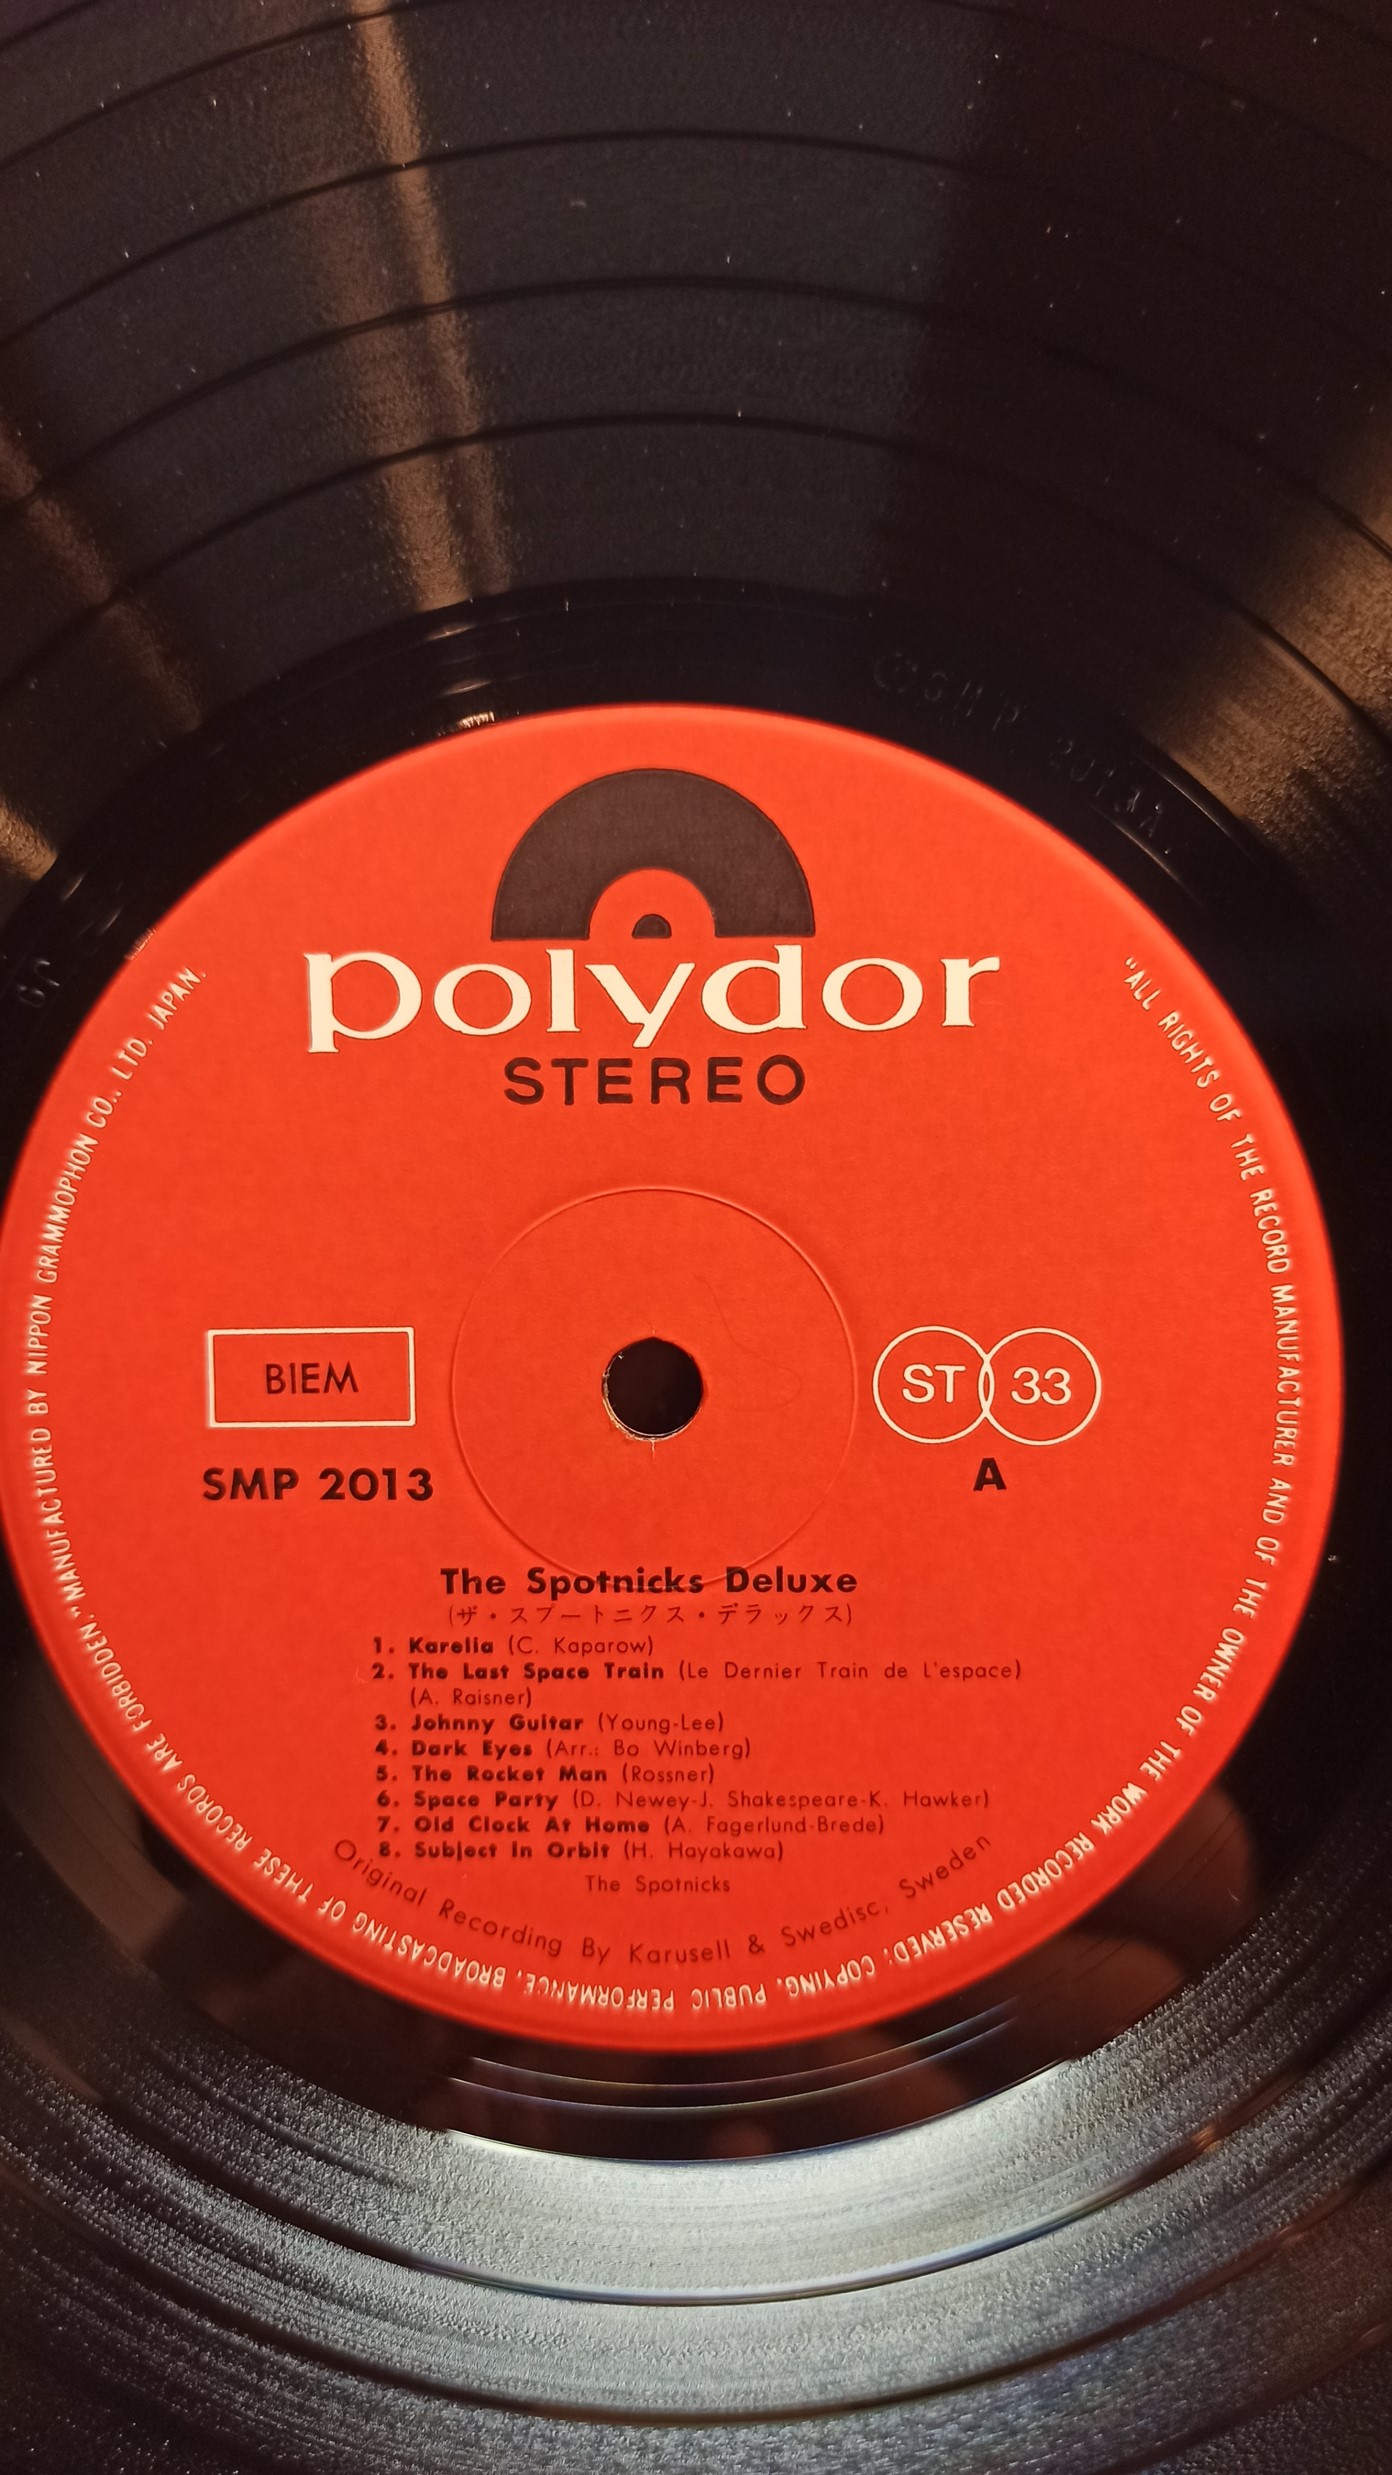 SMP 2013 A
polydor
STEREO
"ALL RIGHTS OF THE RECORD MANUFACTURER AND OF THE OWNER OF THE WORK RECORDED RESERVED; COPYING, PUBLIC PERFORMANCE, BROADCASTING OF THESE RECORDS ARE FORBIDDEN." MANUFACTURED BY NIPPON GRAMMOPHON CO., LTD. JAPAN.
BIEM
ST 33
SMP 2013
A
The Spotnicks Deluxe
(ザ・スプートニクス・デラックス)
1. Karelia (C. Kaparow)
2. The Last Space Train (Le Dernier Train de L'espace)
(A. Raisner)
3. Johnny Guitar (Young-Lee)
4. Dark Eyes (Arr.: Bo Winberg)
5. The Rocket Man (Rossner)
6. Space Party (D. Newey-J. Shakespeare-K. Hawker)
7. Old Clock At Home (A. Fagerlund-Brede)
8. Subject In Orbit (H. Hayakawa)
The Spotnicks
Original Recording By Karusell & Swedisc, Sweden